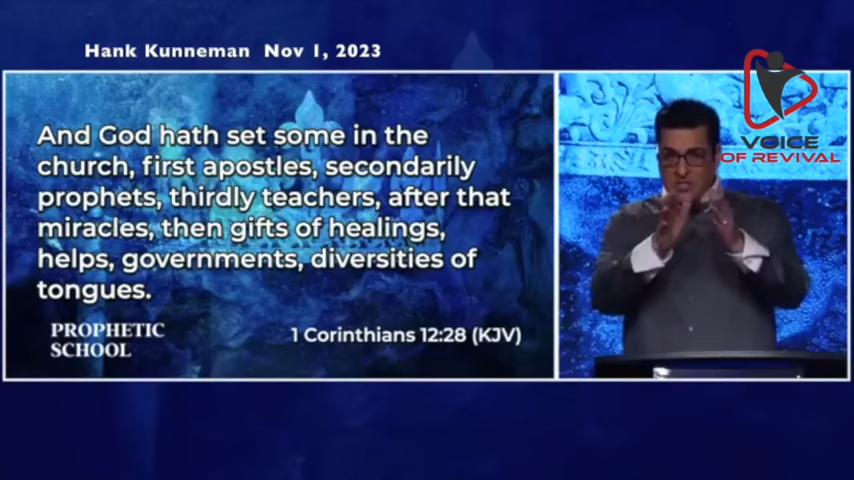 Hank Kunneman Nov 1, 2023
And God hath set some in the
church, first apostles, secondarily
prophets, thirdly teachers, after that
miracles, then gifts of healings,
helps, governments, diversities of
tongues.
PROPHETIC
SCHOOL
1 Corinthians 12:28 (KJV)
VOICE
OF REVIVAL